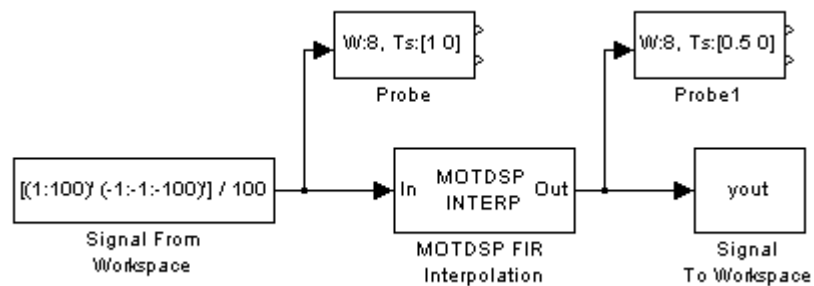 W:8, Ts:[1 0]
Probe
W:8, Ts:[0.5 0]
Probe1
[(1:100)' (-1:-1:-100)'] / 100
Signal From
Workspace
In
MOTDSP
INTERP
Out
MOTDSP FIR
Interpolation
yout
Signal
To Workspace